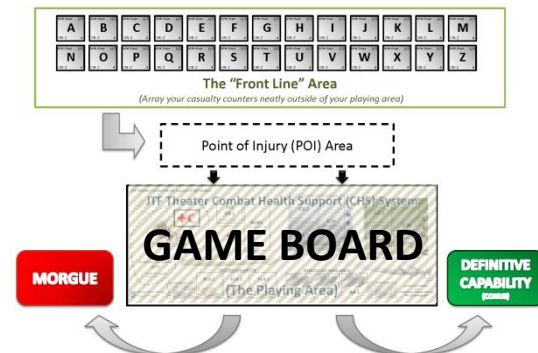 A B C D E F G H I J K L M
N O P Q R S T U V W X Y Z
The “Front Line” Area
(Array your casualty counters neatly outside of your playing area)
Point of Injury (POI) Area
JTF Theater Combat Health Support (CHS) System
GAME BOARD
(The Playing Area)
MORGUE
DEFINITIVE
CAPABILITY
(CONUS)